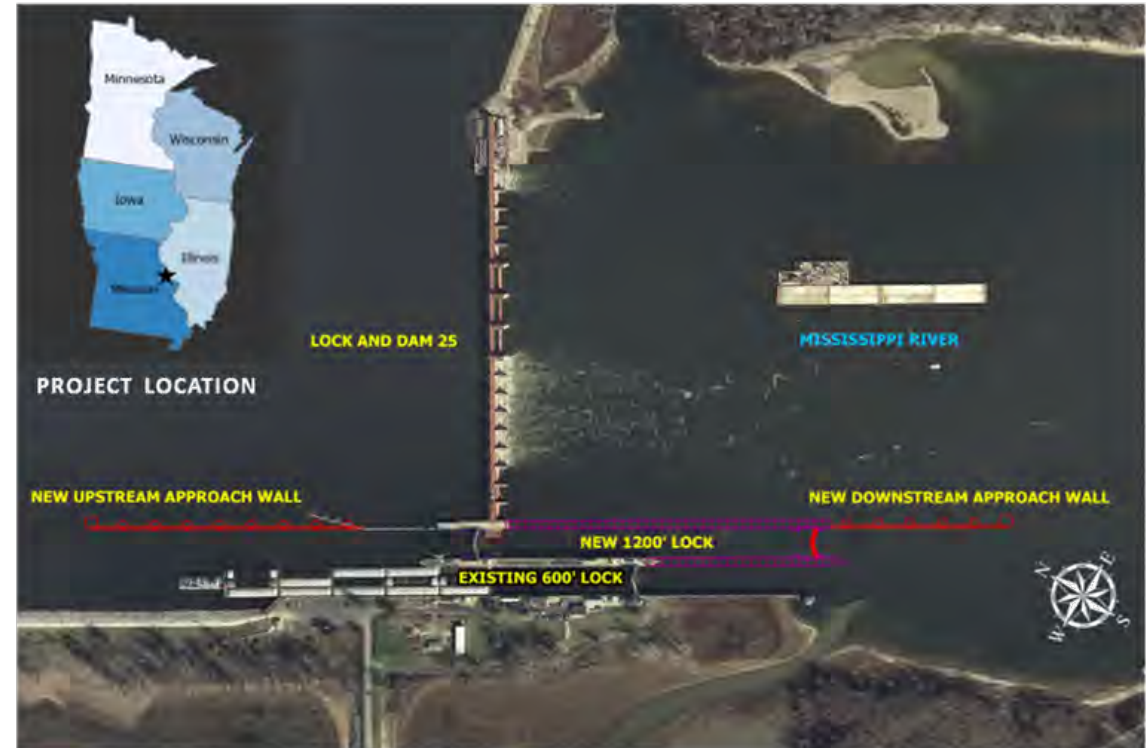 Minnesota
Wisconsin
Iowa
Illinois
Missouri
PROJECT LOCATION
LOCK AND DAM 25
MISSISSIPPI RIVER
NEW UPSTREAM APPROACH WALL
NEW DOWNSTREAM APPROACH WALL
NEW 1200' LOCK
EXISTING 600' LOCK
N
E
W
S